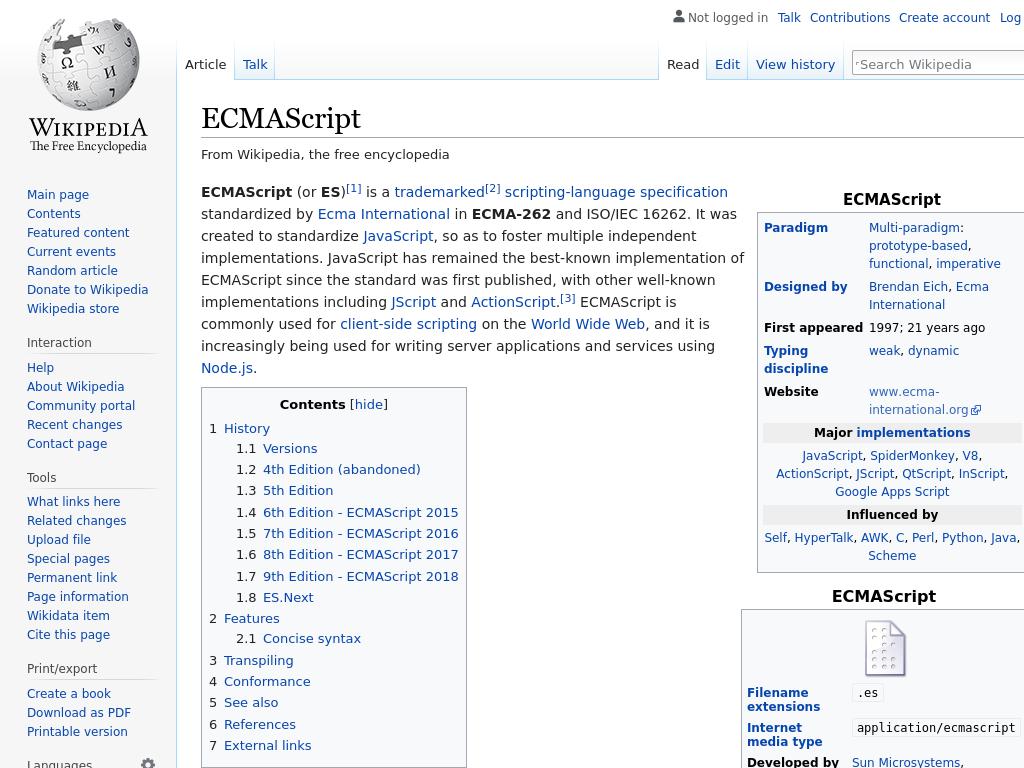 Not logged in Talk Contributions Create account Log
Article Talk Read Edit View history Search Wikipedia
WIKIPEDIA
The Free Encyclopedia
Main page
Contents
Featured content
Current events
Random article
Donate to Wikipedia
Wikipedia store
Interaction
Help
About Wikipedia
Community portal
Recent changes
Contact page
Tools
What links here
Related changes
Upload file
Special pages
Permanent link
Page information
Wikidata item
Cite this page
Print/export
Create a book
Download as PDF
Printable version
Languages
ECMAScript
From Wikipedia, the free encyclopedia
ECMAScript (or ES)[1] is a trademarked[2] scripting-language specification
standardized by Ecma International in ECMA-262 and ISO/IEC 16262. It was
created to standardize JavaScript, so as to foster multiple independent
implementations. JavaScript has remained the best-known implementation of
ECMAScript since the standard was first published, with other well-known
implementations including JScript and ActionScript.[3] ECMAScript is
commonly used for client-side scripting on the World Wide Web, and it is
increasingly being used for writing server applications and services using
Node.js.
Contents [hide]
1 History
1.1 Versions
1.2 4th Edition (abandoned)
1.3 5th Edition
1.4 6th Edition - ECMAScript 2015
1.5 7th Edition - ECMAScript 2016
1.6 8th Edition - ECMAScript 2017
1.7 9th Edition - ECMAScript 2018
1.8 ES.Next
2 Features
2.1 Concise syntax
3 Transpiling
4 Conformance
5 See also
6 References
7 External links
ECMAScript
Paradigm Multi-paradigm:
prototype-based,
functional, imperative
Designed by Brendan Eich, Ecma
International
First appeared 1997; 21 years ago
Typing weak, dynamic
discipline
Website www.ecma-
international.org
Major implementations
JavaScript, SpiderMonkey, V8,
ActionScript, JScript, QtScript, InScript,
Google Apps Script
Influenced by
Self, HyperTalk, AWK, C, Perl, Python, Java,
Scheme
ECMAScript
Filename .es
extensions
Internet application/ecmascript
media type
Developed by Sun Microsystems,